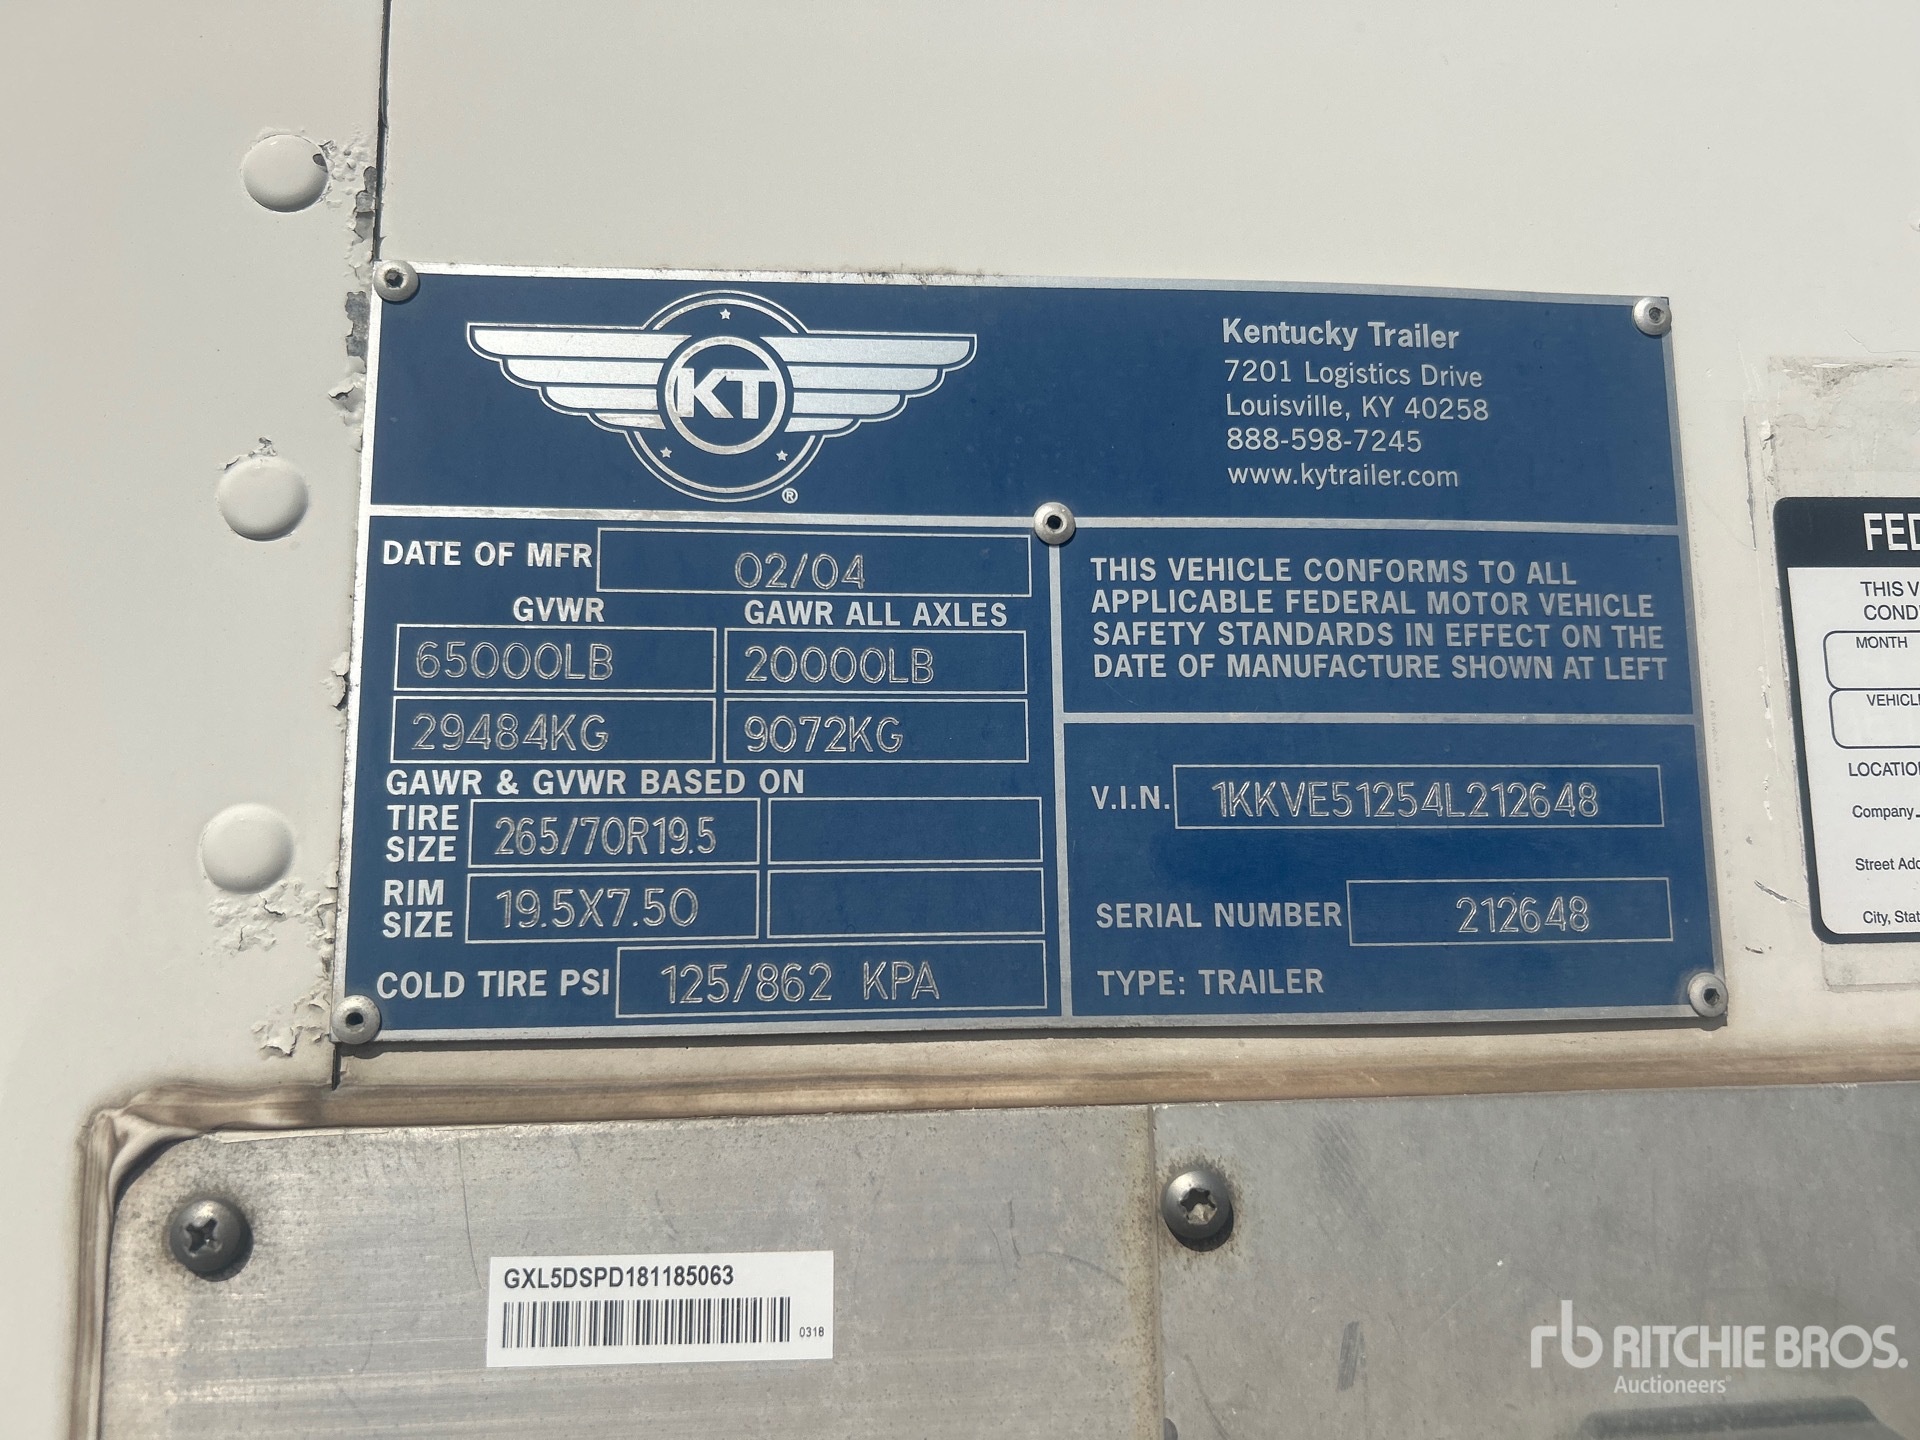 KT
®
Kentucky Trailer
7201 Logistics Drive
Louisville, KY 40258
888-598-7245
www.kytrailer.com
DATE OF MFR 02/04
GVWR GAWR ALL AXLES
65000LB 20000LB
29484KG 9072KG
GAWR & GVWR BASED ON
TIRE SIZE 265/70R19.5
RIM SIZE 19.5X7.50
COLD TIRE PSI 125/862 KPA
THIS VEHICLE CONFORMS TO ALL
APPLICABLE FEDERAL MOTOR VEHICLE
SAFETY STANDARDS IN EFFECT ON THE
DATE OF MANUFACTURE SHOWN AT LEFT
V.I.N. 1KKVE51254L212648
SERIAL NUMBER 212648
TYPE: TRAILER
FED
THIS V
COND
MONTH
VEHICL
LOCATIO
Company
Street Add
City, Stat
GXL5DSPD181185063
0318
rb RITCHIE BROS.
Auctioneers